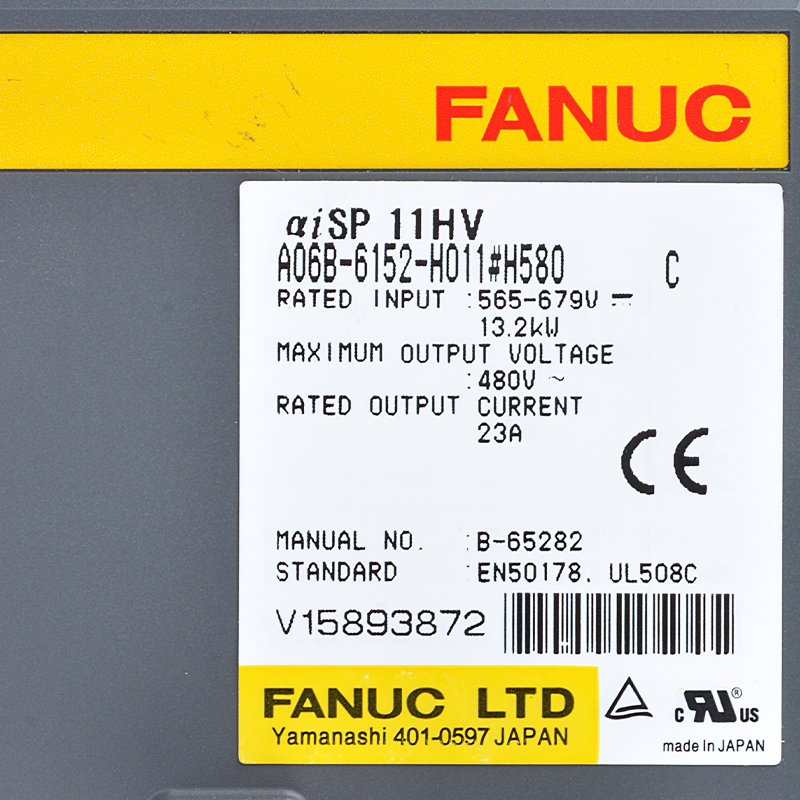 FANUC
αiSP 11HV
A06B-6152-H011#H580 C
RATED INPUT :565-679V ⎓
13.2kW
MAXIMUM OUTPUT VOLTAGE
:480V ~
RATED OUTPUT CURRENT
23A
CE
MANUAL NO. :B-65282
STANDARD :EN50178, UL508C
V15893872
FANUC LTD
Yamanashi 401-0597 JAPAN
c RU ® US
made In JAPAN